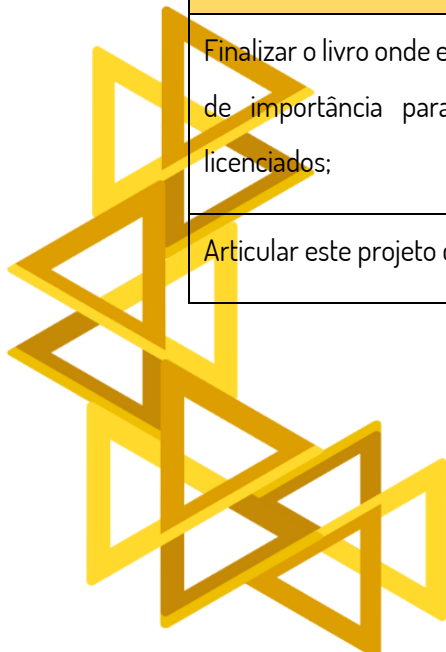 Finalizar o livro onde
de importância para
licenciados;
Articular este projeto